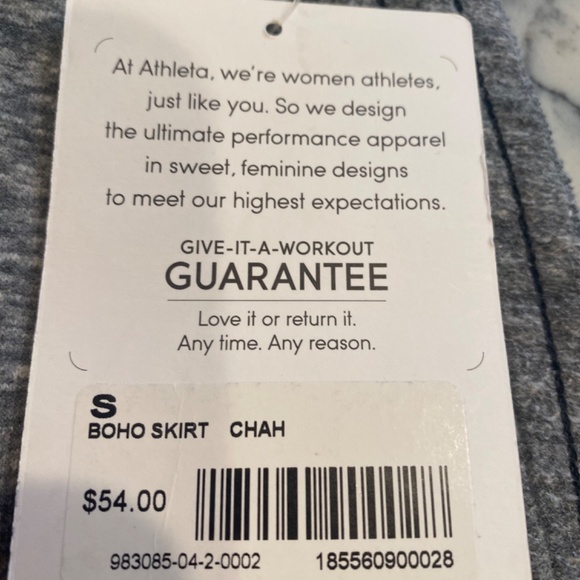 At Athleta, we're women athletes,
just like you. So we design
the ultimate performance apparel
in sweet, feminine designs
to meet our highest expectations.
GIVE-IT-A-WORKOUT
GUARANTEE
Love it or return it.
Any time. Any reason.
S
BOHO SKIRT CHAH
$54.00
983085-04-2-0002 185560900028